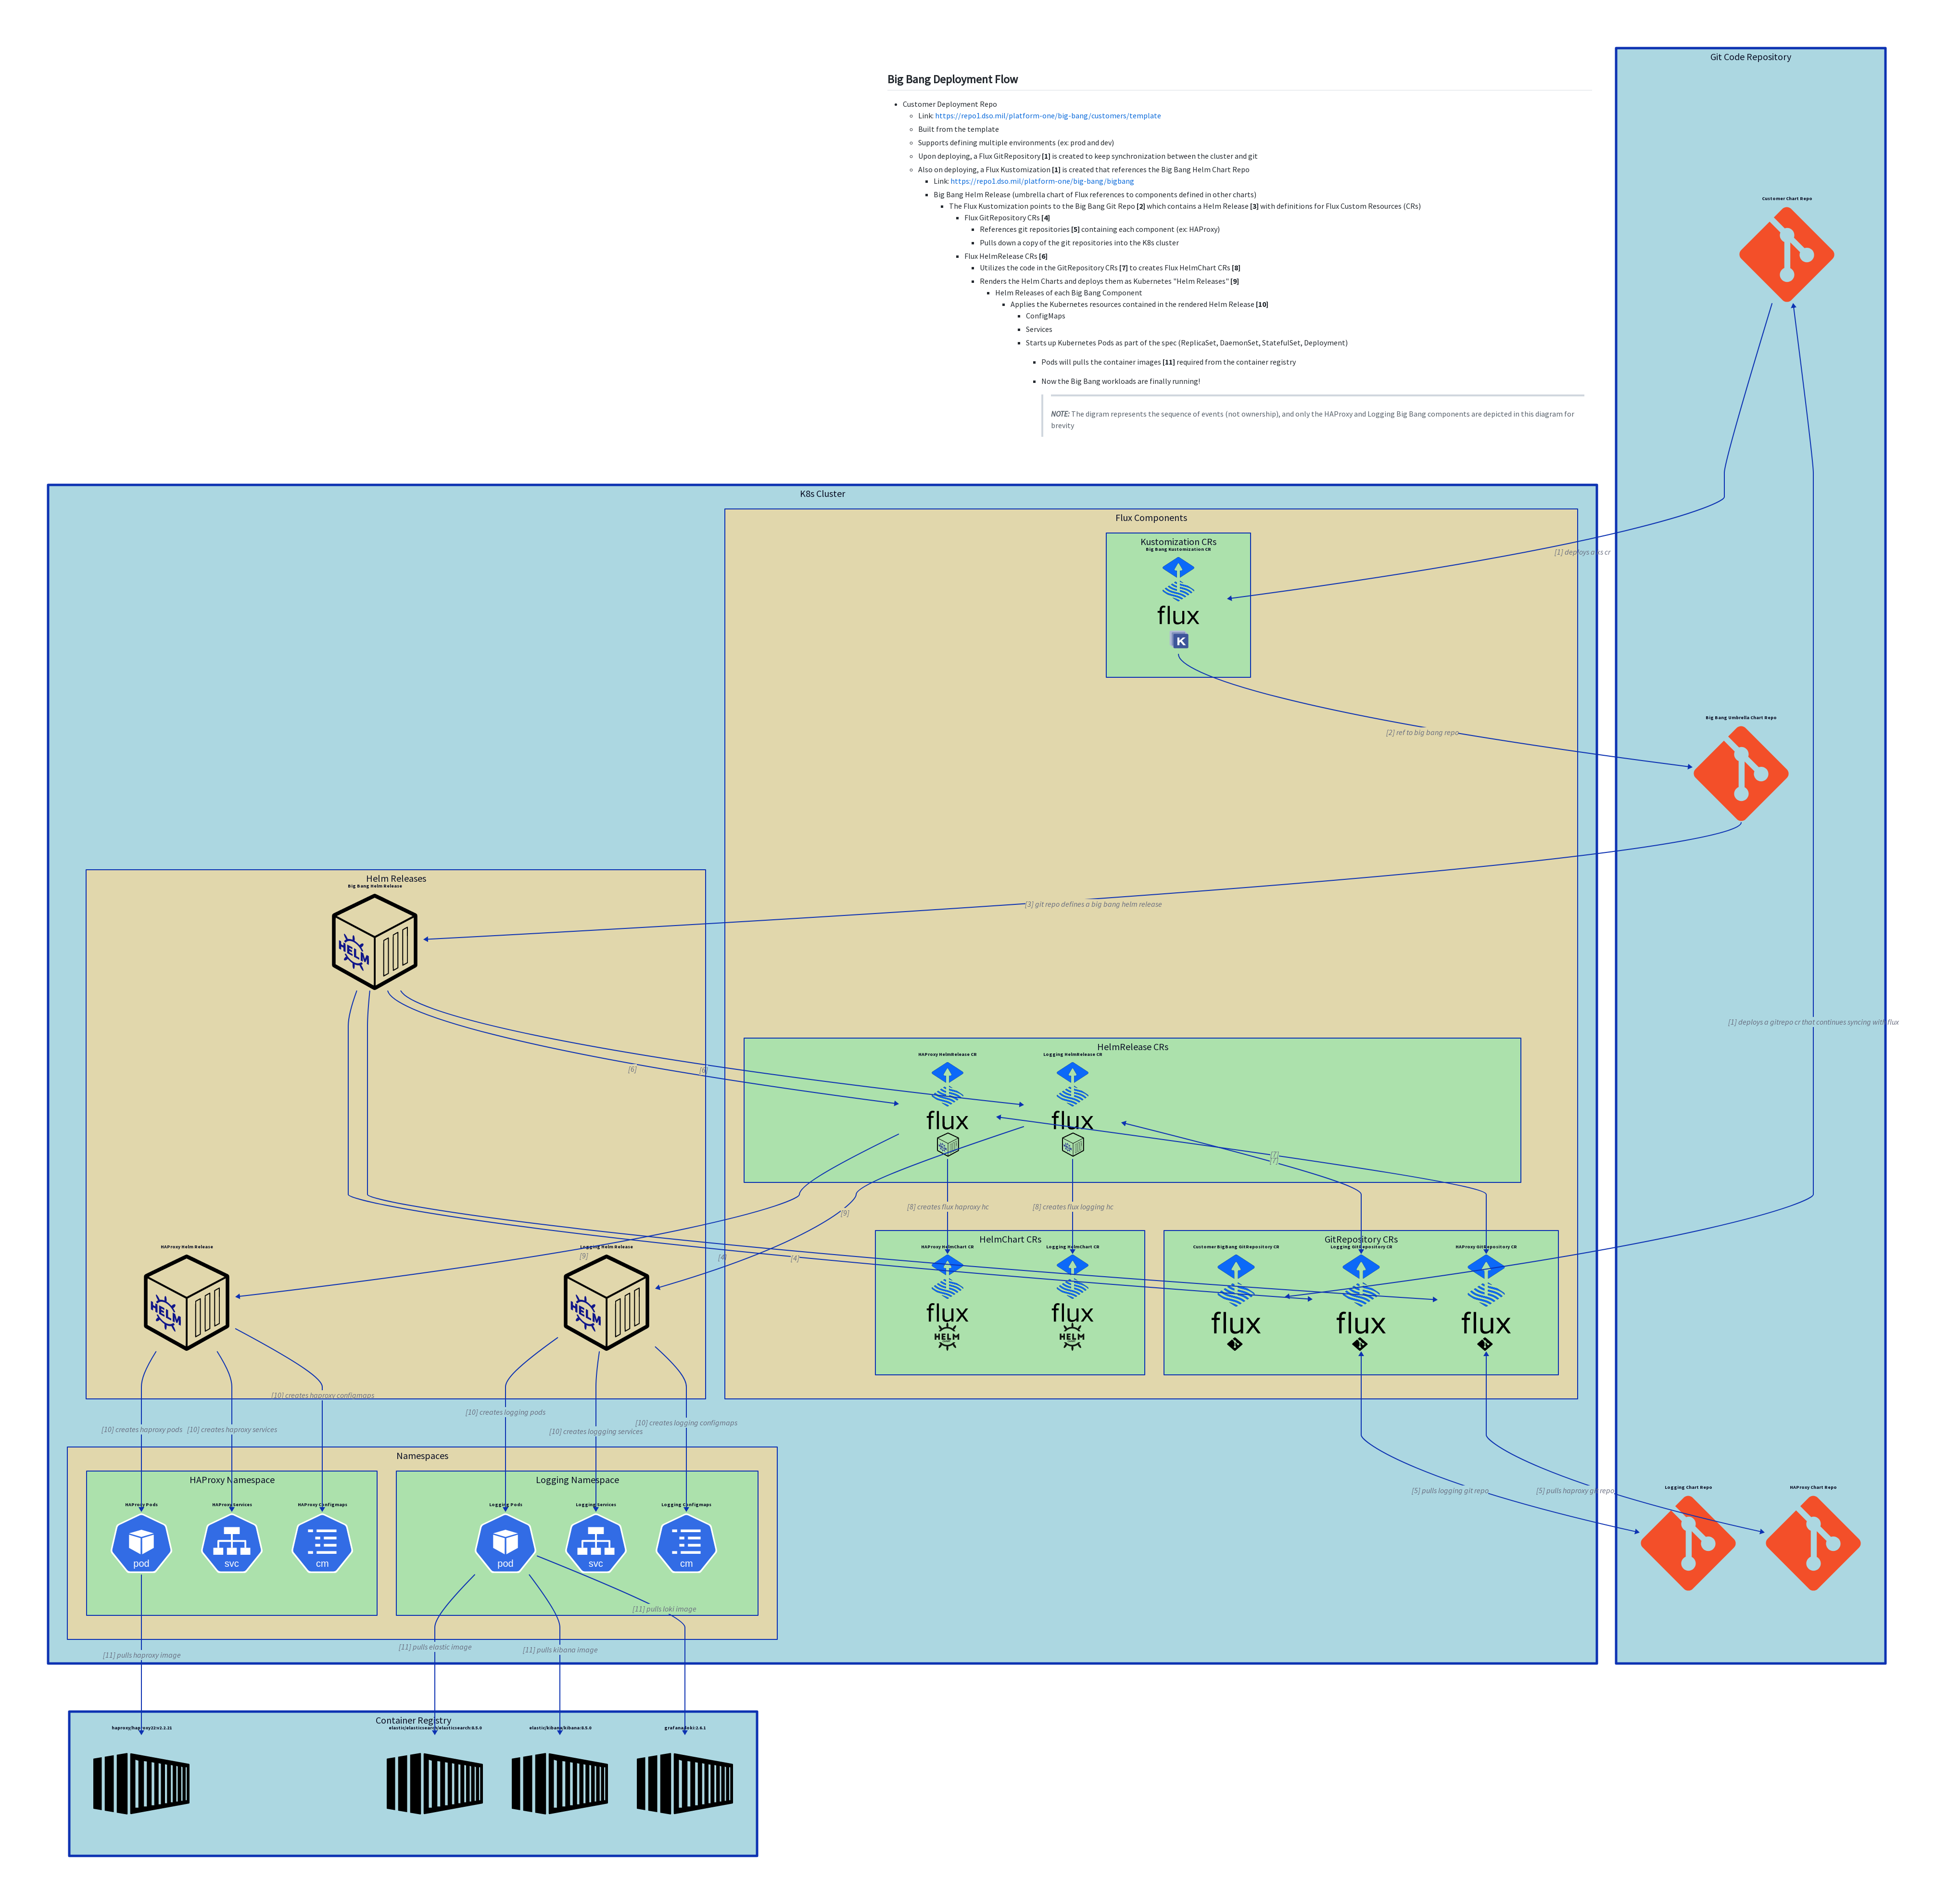 Git Code Repository
Big Bang Deployment Flow
Customer Deployment Repo
Link: https://repo1.dso.mil/platform-one/big-bang/customers/template
Built from the template
Supports defining multiple environments (ex: prod and dev)
Upon deploying, a Flux GitRepository [1] is created to keep synchronization between the cluster and git
Also on deploying, a Flux Kustomization [1] is created that references the Big Bang Helm Chart Repo
Link: https://repo1.dso.mil/platform-one/big-bang/bigbang
Big Bang Helm Release (umbrella chart of Flux references to components defined in other charts)
The Flux Kustomization points to the Big Bang Git Repo [2] which contains a Helm Release [3] with definitions for Flux Custom Resources (CRs)
Flux GitRepository CRs [4]
References git repositories [5] containing each component (ex: HAProxy)
Pulls down a copy of the git repositories into the K8s cluster
Flux HelmRelease CRs [6]
Utilizes the code in the GitRepository CRs [7] to creates Flux HelmChart CRs [8]
Renders the Helm Charts and deploys them as Kubernetes "Helm Releases" [9]
Helm Releases of each Big Bang Component
Applies the Kubernetes resources contained in the rendered Helm Release [10]
ConfigMaps
Services
Starts up Kubernetes Pods as part of the spec (ReplicaSet, DaemonSet, StatefulSet, Deployment)
Pods will pulls the container images [11] required from the container registry
Now the Big Bang workloads are finally running!
NOTE: The digram represents the sequence of events (not ownership), and only the HAProxy and Logging Big Bang components are depicted in this diagram for
brevity
Customer Chart Repo
K8s Cluster
Flux Components
Kustomization CRs
Big Bang Kustomization CR
flux
K
[1] deploys a ks cr
[2] ref to big bang repo
Big Bang Umbrella Chart Repo
Helm Releases
Big Bang Helm Release
HELM
[3] git repo defines a big bang helm release
[1] deploys a gitrepo cr that continues syncing with flux
HelmRelease CRs
HAProxy HelmRelease CR
Logging HelmRelease CR
[6]
[6]
flux
flux
[7]
[7]
[8] creates flux haproxy hc
[8] creates flux logging hc
[9]
HelmChart CRs
GitRepository CRs
HAProxy Helm Release
Logging Helm Release
HAProxy HelmChart CR
Logging HelmChart CR
Customer BigBang GitRepository CR
Logging GitRepository CR
HAProxy GitRepository CR
[9]
[4]
[4]
HELM
HELM
flux
flux
flux
flux
flux
HELM
HELM
[10] creates haproxy configmaps
[10] creates logging pods
[10] creates logging configmaps
[10] creates haproxy pods
[10] creates haproxy services
[10] creates loggging services
Namespaces
HAProxy Namespace
Logging Namespace
[5] pulls logging git repo
[5] pulls haproxy git repo
Logging Chart Repo
HAProxy Chart Repo
HAProxy Pods
HAProxy Services
HAProxy Configmaps
Logging Pods
Logging Services
Logging Configmaps
pod
svc
cm
pod
svc
cm
[11] pulls loki image
[11] pulls elastic image
[11] pulls kibana image
[11] pulls haproxy image
Container Registry
haproxy/haproxy22:v2.2.21
elastic/elasticsearch/elasticsearch:8.5.0
elastic/kibana/kibana:8.5.0
grafana/loki:2.6.1